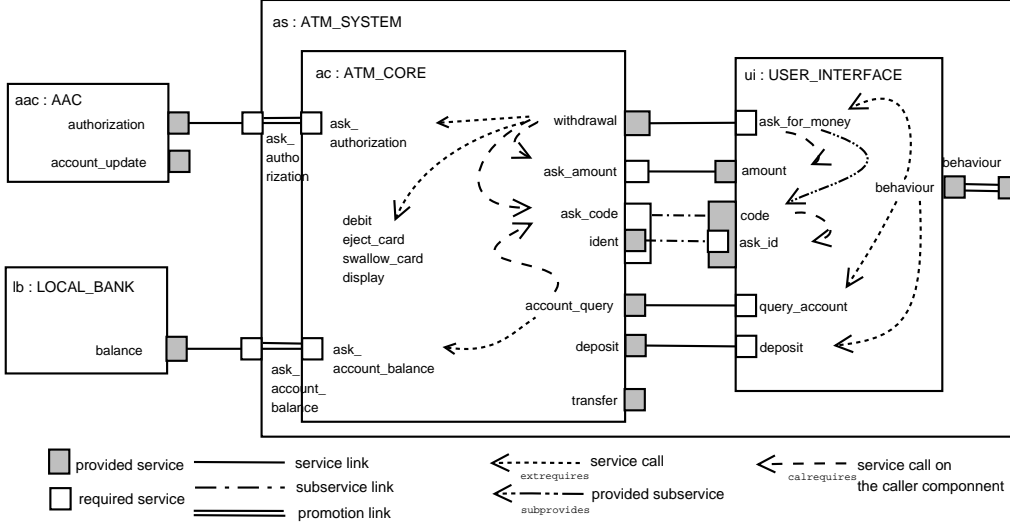 as : ATM_SYSTEM
ac : ATM_CORE
ui : USER_INTERFACE
aac : AAC
authorization
account_update
ask_
autho
rization
ask_
authorization
withdrawal
ask_for_money
ask_amount
amount
behaviour
behaviour
ask_code
code
ident
ask_id
debit
eject_card
swallow_card
display
lb : LOCAL_BANK
balance
account_query
query_account
deposit
deposit
ask_
account_balance
ask_
account_
balance
transfer
provided service
service link
extrequires
service call
calrequires
service call on
the caller componnent
required service
subservice link
subprovides
provided subservice
promotion link